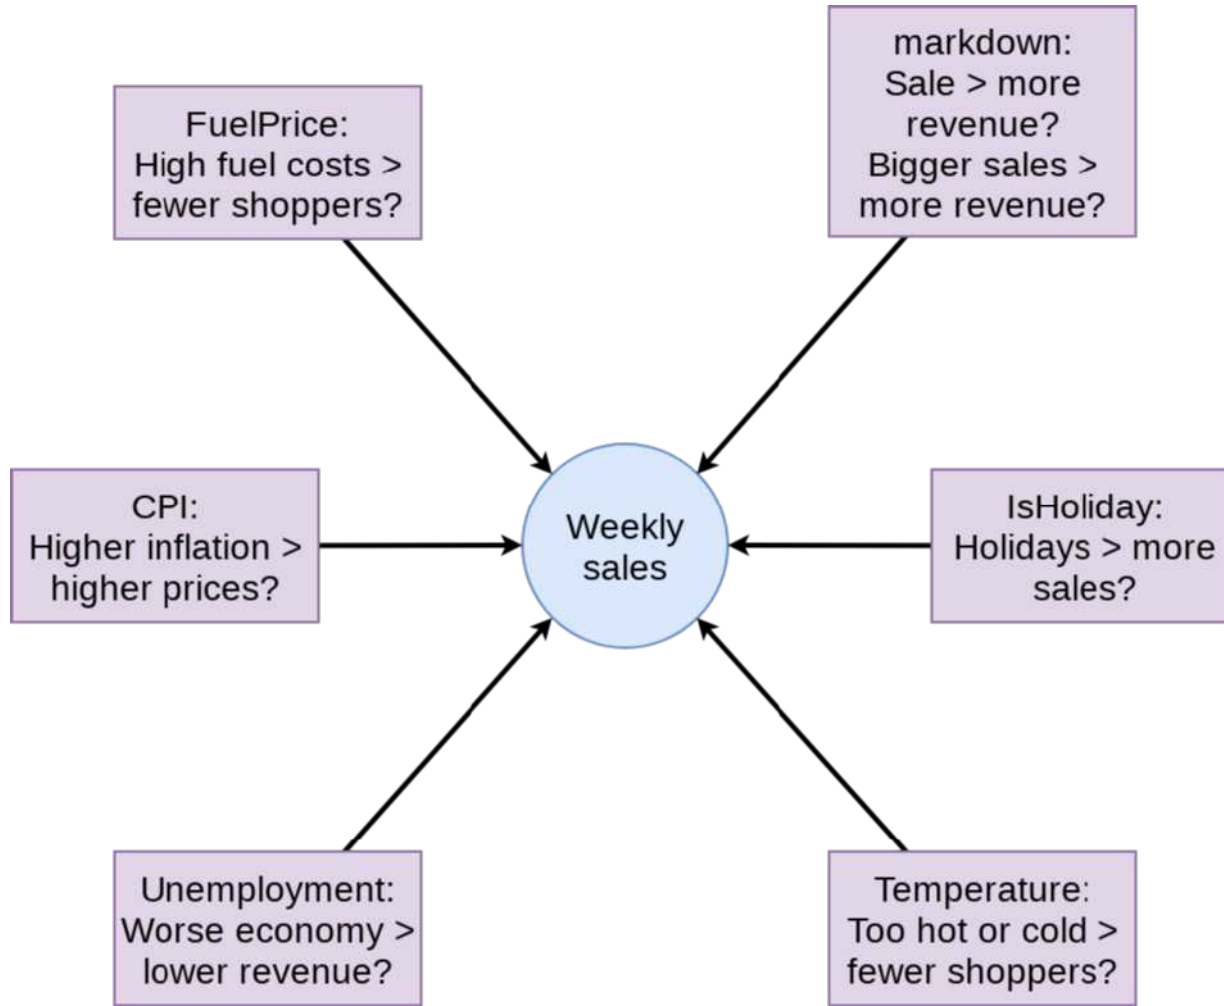 FuelPrice:
High fuel costs >
fewer shoppers?
markdown:
Sale > more
revenue?
Bigger sales >
more revenue?
CPI:
Higher inflation >
higher prices?
Weekly
sales
IsHoliday:
Holidays > more
sales?
Unemployment:
Worse economy >
lower revenue?
Temperature:
Too hot or cold >
fewer shoppers?